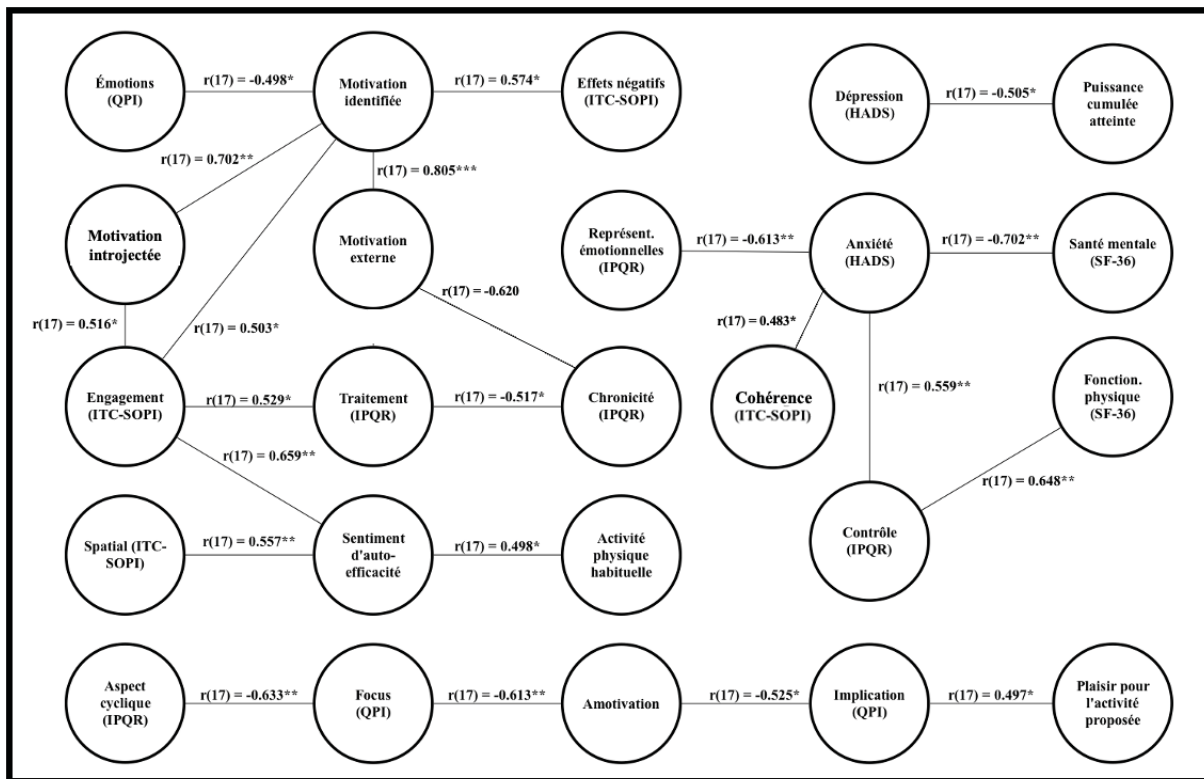 Émotions
(QPI)
r(17) = -0.498*
Motivation
identifiée
r(17) = 0.574*
Effets négatifs
(ITC-SOPI)
Dépression
(HADS)
r(17) = -0.505*
Puissance
cumulée
atteinte
r(17) = 0.702**
r(17) = 0.805***
Motivation
introjectée
Motivation
externe
Représent.
émotionnelles
(IPQR)
r(17) = -0.613**
Anxiété
(HADS)
r(17) = -0.702**
Santé mentale
(SF-36)
r(17) = -0.620
r(17) = 0.516*
r(17) = 0.503*
r(17) = 0.483*
Engagement
(ITC-SOPI)
r(17) = 0.529*
Traitement
(IPQR)
r(17) = -0.517*
Chronicité
(IPQR)
Cohérence
(ITC-SOPI)
r(17) = 0.559**
Fonction.
physique
(SF-36)
r(17) = 0.659**
r(17) = 0.648**
Spatial (ITC-
SOPI)
r(17) = 0.557**
Sentiment
d'auto-
efficacité
r(17) = 0.498*
Activité
physique
habituelle
Contrôle
(IPQR)
Aspect
cyclique
(IPQR)
r(17) = -0.633**
Focus
(QPI)
r(17) = -0.613**
Amotivation
r(17) = -0.525*
Implication
(QPI)
r(17) = 0.497*
Plaisir pour
l'activité
proposée